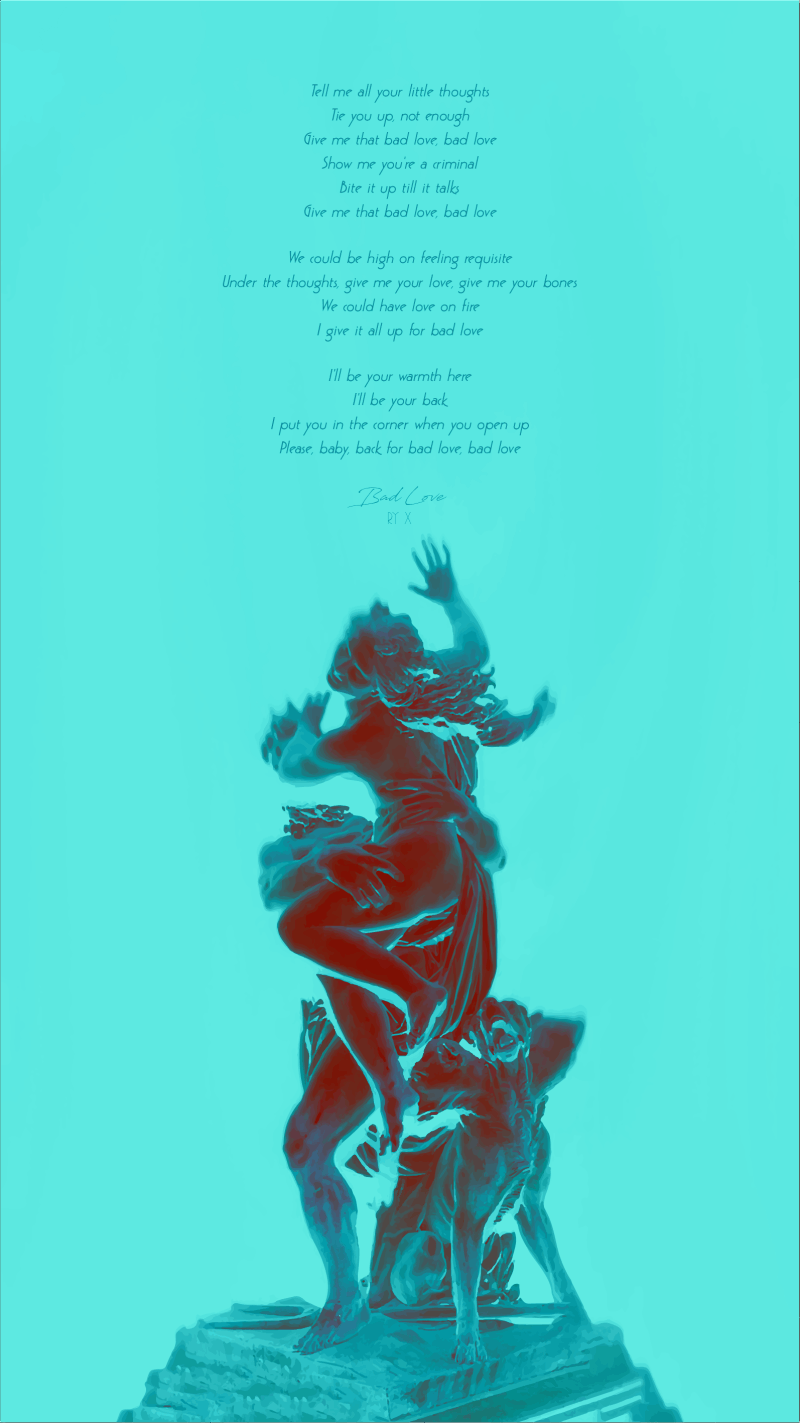 Tell me all your little thoughts
Tie you up, not enough
Give me that bad love, bad love
Show me you're a criminal
Bite it up till it talks
Give me that bad love, bad love
We could be high on feeling requisite
Under the thoughts, give me your love, give me your bones
We could have love on fire
I give it all up for bad love
I'll be your warmth here
I'll be your back
I put you in the corner when you open up
Please, baby, back for bad love, bad love
Bad Love
RY X